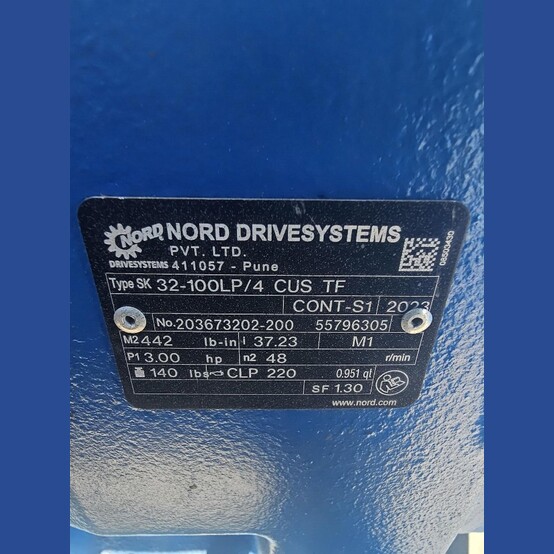 NORD NORD DRIVESYSTEMS
PVT. LTD.
DRIVESYSTEMS 411057 - Pune
08503430
Type SK 32-100LP/4 CUS TF
CONT-S1 2023
No. 203673202-200 55796305
M2 442 lb-in i 37.23 M1
P1 3.00 hp n2 48 r/min
140 lbs CLP 220 0.951 qt
SF 1.30
www.nord.com